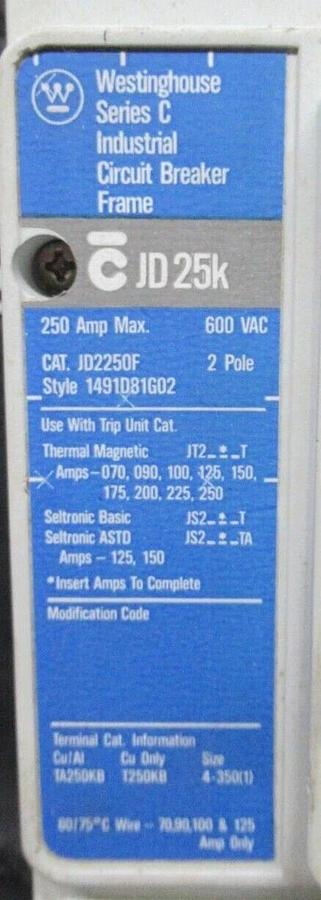 W
Westinghouse
Series C
Industrial
Circuit Breaker
Frame
C JD 25k
250 Amp Max. 600 VAC
CAT. JD2250F 2 Pole
Style 1491D81G02
Use With Trip Unit Cat.
Thermal Magnetic JT2_*_T
Amps-070, 090, 100, 125, 150,
175, 200, 225, 250
Seltronic Basic JS2_*_T
Seltronic ASTD JS2_*_TA
Amps - 125, 150
*Insert Amps To Complete
Modification Code
Terminal Cat. Information
Cu/Al Cu Only Size
TA250KB T250KB 4-350(1)
60/75°C Wire - 70,90,100 & 125
Amp Only